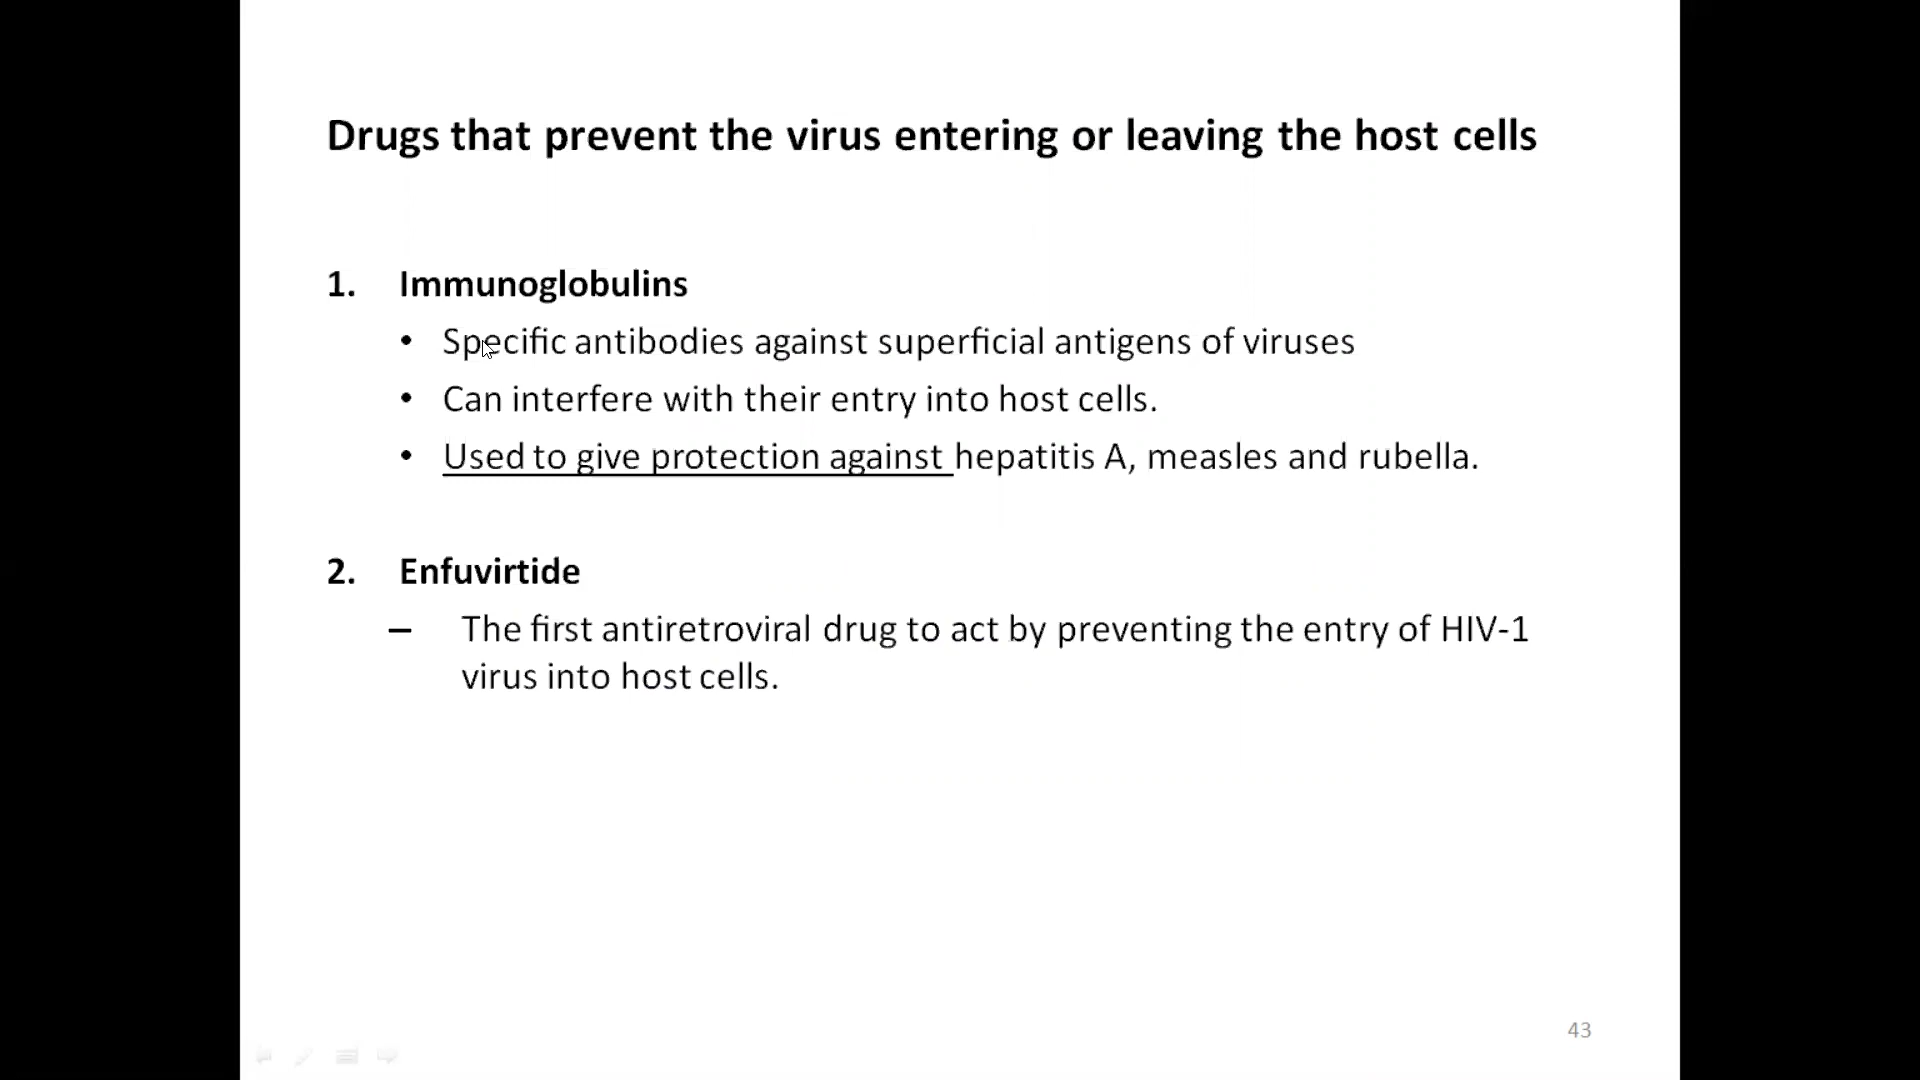 Drugs that prevent the virus entering or leaving the host cells
1. Immunoglobulins
• Specific antibodies against superficial antigens of viruses
• Can interfere with their entry into host cells.
• Used to give protection against hepatitis A, measles and rubella.
2. Enfuvirtide
– The first antiretroviral drug to act by preventing the entry of HIV-1
virus into host cells.
43